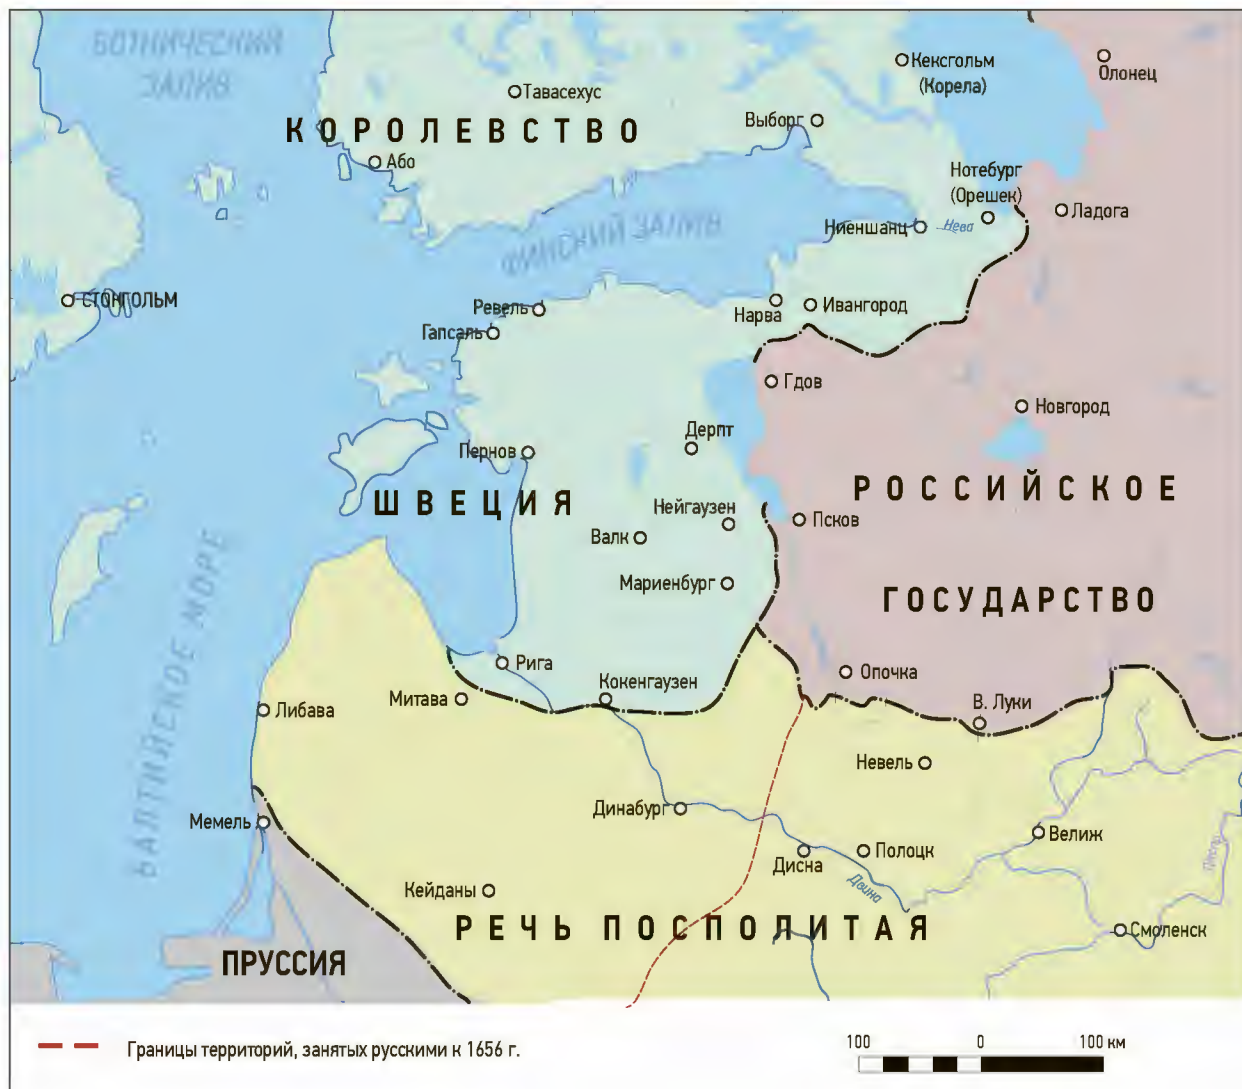 БОТНИЧЕСКИЙ
ЗАЛИВ
Кексгольм
(Корела)
Олонец
Тавасехус
КОРОЛЕВСТВО
Выборг
Або
Нотебург
(Орешек)
Ладога
Ниеншанц
Нева
ФИНСКИЙ ЗАЛИВ
СТОКГОЛЬМ
Ревель
Нарва
Ивангород
Гапсаль
Гдов
Новгород
Дерпт
Пернов
ШВЕЦИЯ
РОССИЙСКОЕ
Нейгаузен
Псков
Валк
Мариенбург
ГОСУДАРСТВО
БАЛТИЙСКОЕ МОРЕ
Рига
Опочка
Кокенгаузен
Митава
Либава
В. Луки
Невель
Динабург
Мемель
Велиж
Дисна
Полоцк
Двина
Днепр
Кейданы
РЕЧЬ ПОСПОЛИТАЯ
Смоленск
ПРУССИЯ
Границы территорий, занятых русскими к 1656 г.
100 0 100 км